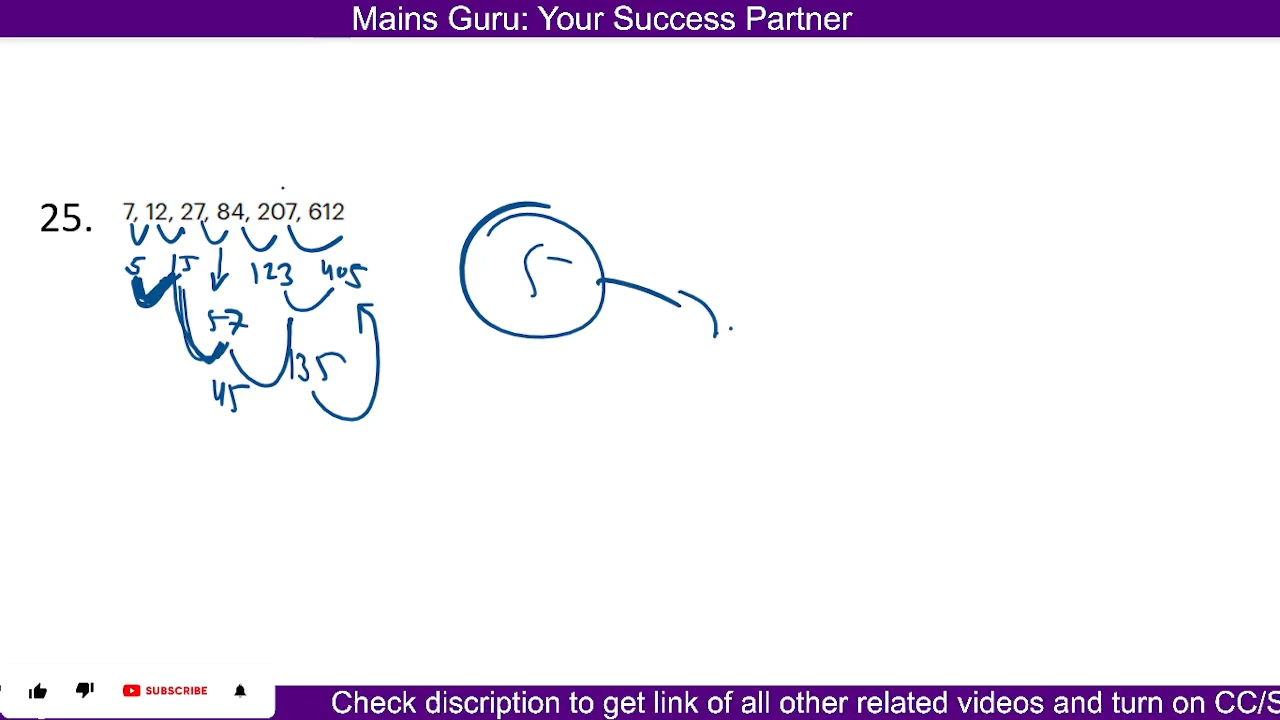 Mains Guru: Your Success Partner
25. 7, 12, 27, 84, 207, 612
5 15 123 405
57
135
45
5
SUBSCRIBE
Check discription to get link of all other related videos and turn on CC/S